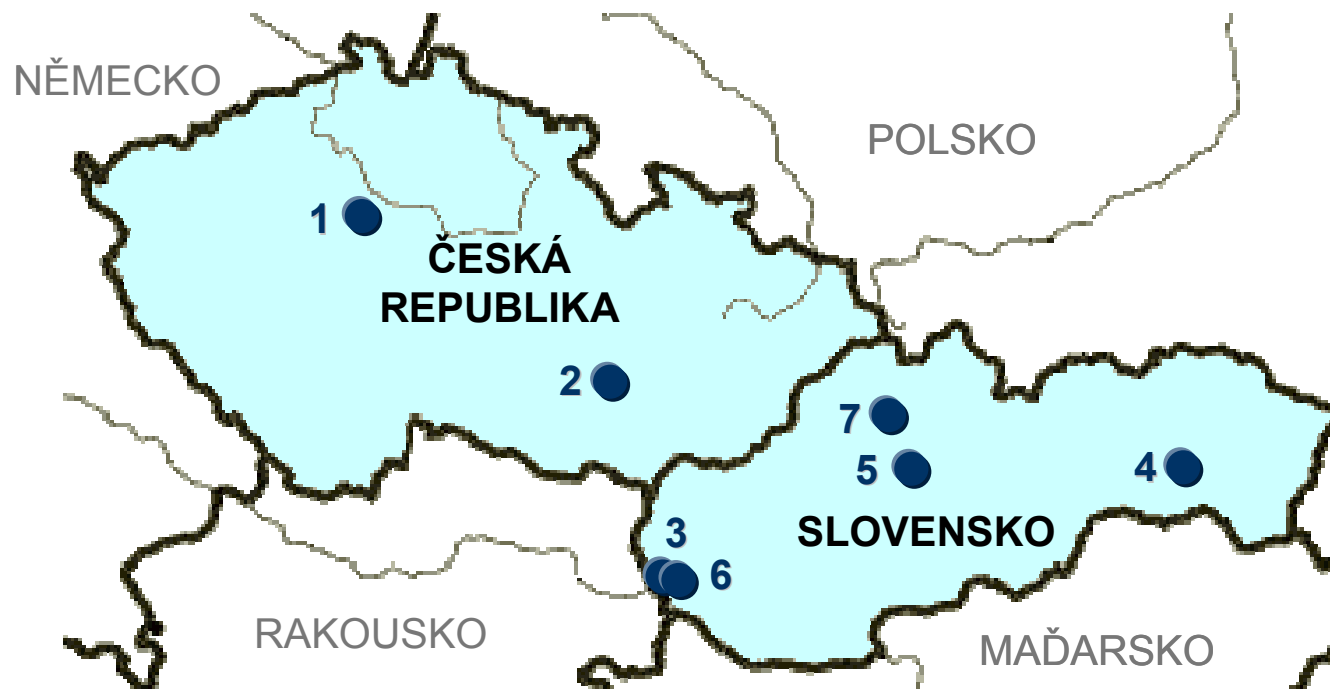 NĚMECKO
POLSKO
1
ČESKÁ
REPUBLIKA
2
7
5
4
SLOVENSKO
3
6
RAKOUSKO
MAĎARSKO